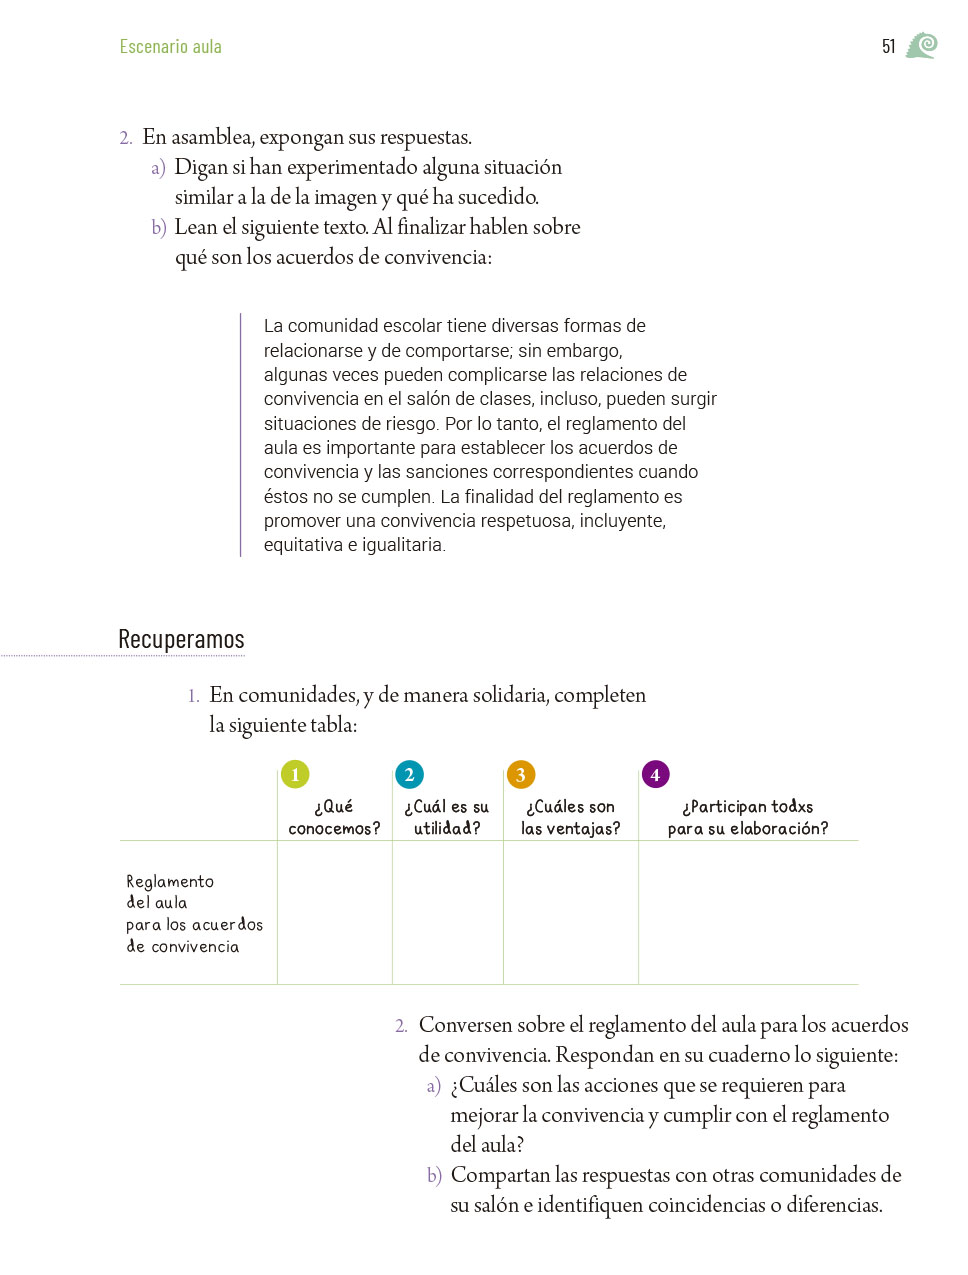 Escenario aula
51
2. En asamblea, expongan sus respuestas.
a) Digan si han experimentado alguna situación
similar a la de la imagen y qué ha sucedido.
b) Lean el siguiente texto. Al finalizar hablen sobre
qué son los acuerdos de convivencia:
La comunidad escolar tiene diversas formas de
relacionarse y de comportarse; sin embargo,
algunas veces pueden complicarse las relaciones de
convivencia en el salón de clases, incluso, pueden surgir
situaciones de riesgo. Por lo tanto, el reglamento del
aula es importante para establecer los acuerdos de
convivencia y las sanciones correspondientes cuando
éstos no se cumplen. La finalidad del reglamento es
promover una convivencia respetuosa, incluyente,
equitativa e igualitaria.
Recuperamos
1. En comunidades, y de manera solidaria, completen
la siguiente tabla:
1
¿Qué
conocemos?
2
¿Cuál es su
utilidad?
3
¿Cuáles son
las ventajas?
4
¿Participan todxs
para su elaboración?
Reglamento
del aula
para los acuerdos
de convivencia
2. Conversen sobre el reglamento del aula para los acuerdos
de convivencia. Respondan en su cuaderno lo siguiente:
a) ¿Cuáles son las acciones que se requieren para
mejorar la convivencia y cumplir con el reglamento
del aula?
b) Compartan las respuestas con otras comunidades de
su salón e identifiquen coincidencias o diferencias.